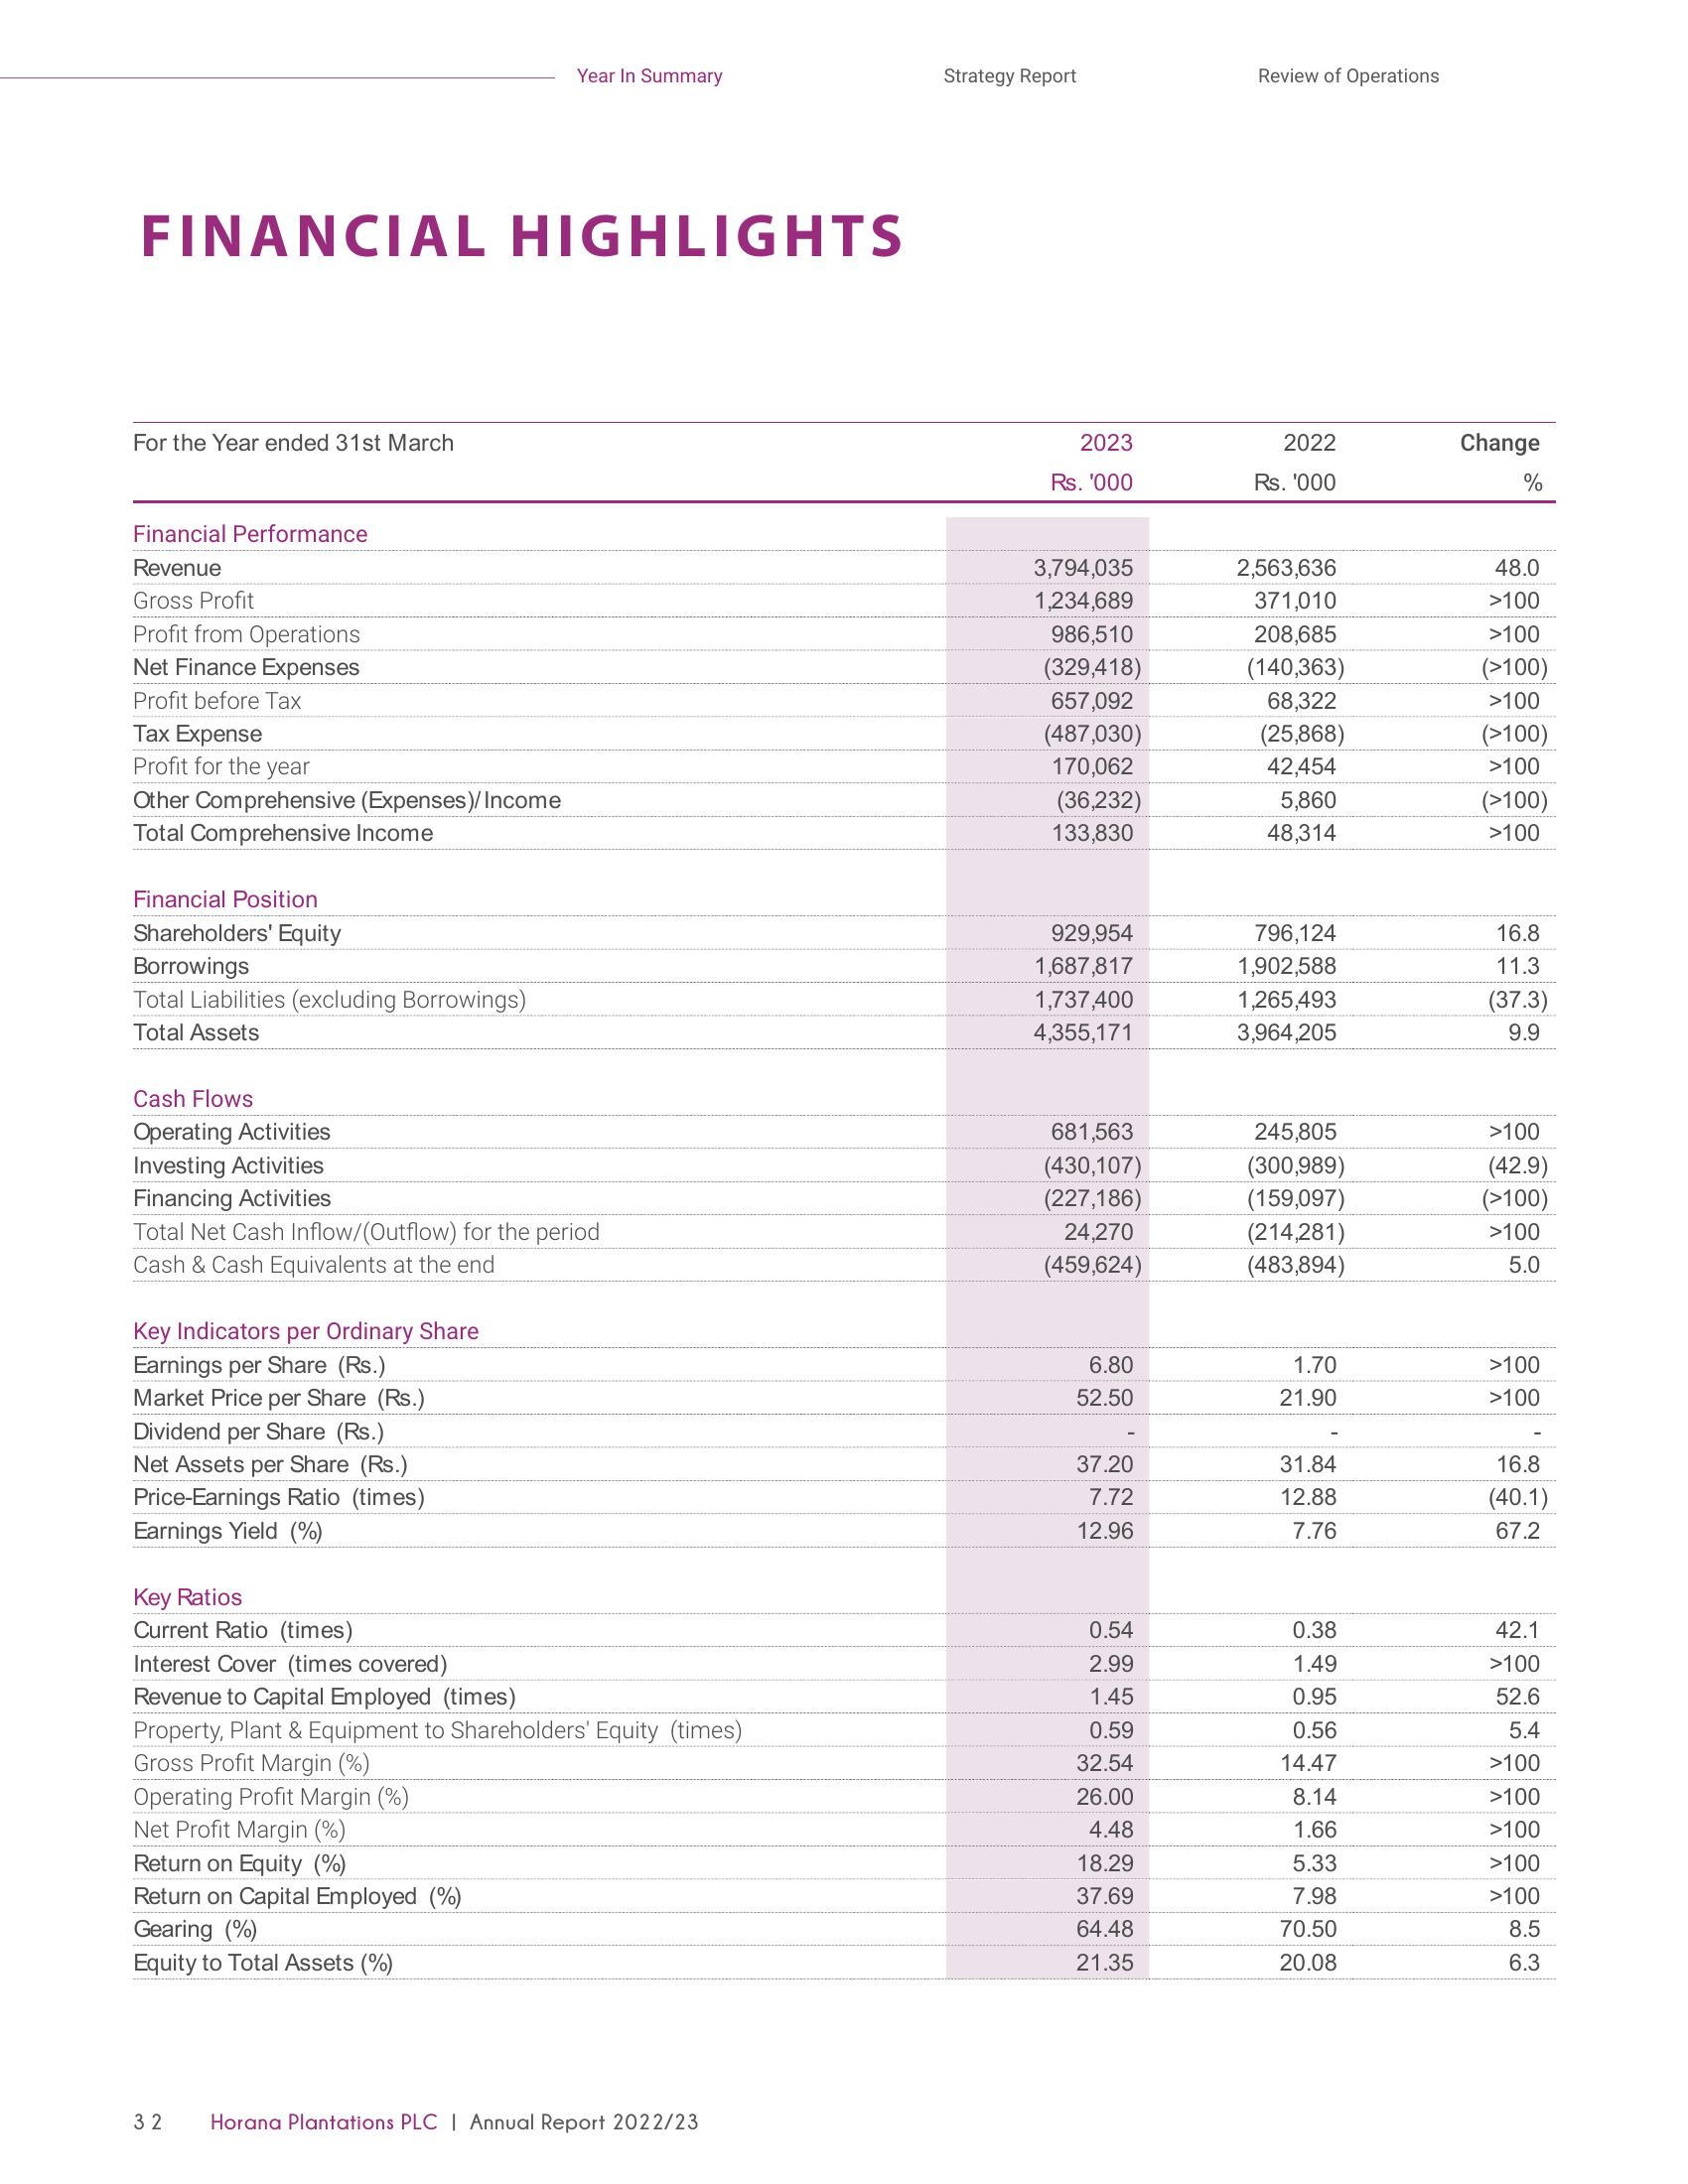 Year In Summary Strategy Report Review of Operations
FINANCIAL HIGHLIGHTS
For the Year ended 31st March 2023 2022 Change
Rs. '000 Rs. '000 %
Financial Performance
Revenue 3,794,035 2,563,636 48.0
Gross Profit 1,234,689 371,010 >100
Profit from Operations 986,510 208,685 >100
Net Finance Expenses (329,418) (140,363) (>100)
Profit before Tax 657,092 68,322 >100
Tax Expense (487,030) (25,868) (>100)
Profit for the year 170,062 42,454 >100
Other Comprehensive (Expenses)/Income (36,232) 5,860 (>100)
Total Comprehensive Income 133,830 48,314 >100
Financial Position
Shareholders' Equity 929,954 796,124 16.8
Borrowings 1,687,817 1,902,588 11.3
Total Liabilities (excluding Borrowings) 1,737,400 1,265,493 (37.3)
Total Assets 4,355,171 3,964,205 9.9
Cash Flows
Operating Activities 681,563 245,805 >100
Investing Activities (430,107) (300,989) (42.9)
Financing Activities (227,186) (159,097) (>100)
Total Net Cash Inflow/(Outflow) for the period 24,270 (214,281) >100
Cash & Cash Equivalents at the end (459,624) (483,894) 5.0
Key Indicators per Ordinary Share
Earnings per Share (Rs.) 6.80 1.70 >100
Market Price per Share (Rs.) 52.50 21.90 >100
Dividend per Share (Rs.) - - -
Net Assets per Share (Rs.) 37.20 31.84 16.8
Price-Earnings Ratio (times) 7.72 12.88 (40.1)
Earnings Yield (%) 12.96 7.76 67.2
Key Ratios
Current Ratio (times) 0.54 0.38 42.1
Interest Cover (times covered) 2.99 1.49 >100
Revenue to Capital Employed (times) 1.45 0.95 52.6
Property, Plant & Equipment to Shareholders' Equity (times) 0.59 0.56 5.4
Gross Profit Margin (%) 32.54 14.47 >100
Operating Profit Margin (%) 26.00 8.14 >100
Net Profit Margin (%) 4.48 1.66 >100
Return on Equity (%) 18.29 5.33 >100
Return on Capital Employed (%) 37.69 7.98 >100
Gearing (%) 64.48 70.50 8.5
Equity to Total Assets (%) 21.35 20.08 6.3
32 Horana Plantations PLC | Annual Report 2022/23